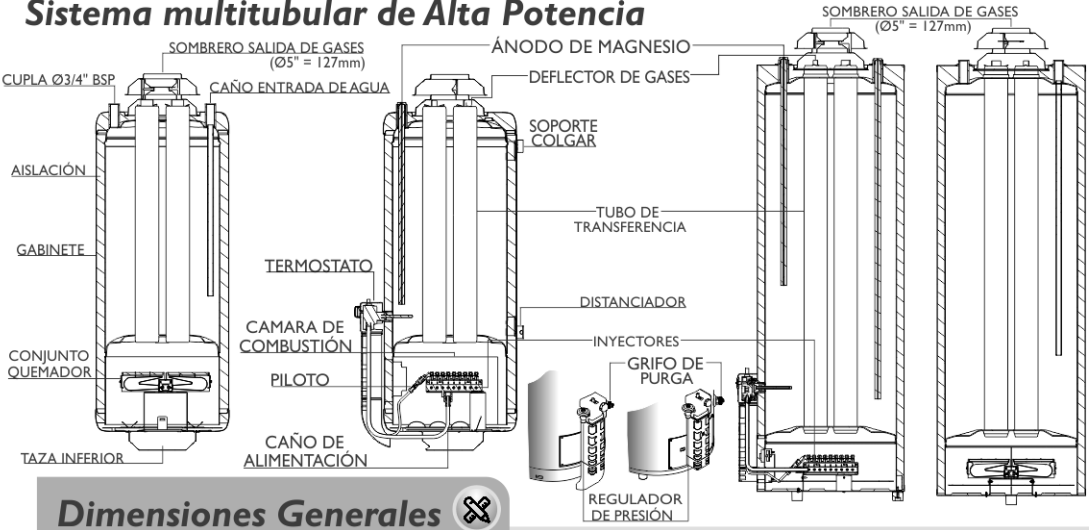 Sistema multitubular de Alta Potencia
SOMBRERO SALIDA DE GASES
(Ø5" = 127mm)
SOMBRERO SALIDA DE GASES
(Ø5" = 127mm)
CUPLA Ø3/4" BSP
CAÑO ENTRADA DE AGUA
ÁNODO DE MAGNESIO
DEFLECTOR DE GASES
SOPORTE
COLGAR
AISLACIÓN
TUBO DE
TRANSFERENCIA
GABINETE
TERMOSTATO
DISTANCIADOR
CAMARA DE
COMBUSTIÓN
INYECTORES
CONJUNTO
QUEMADOR
PILOTO
GRIFO DE
PURGA
CAÑO DE
ALIMENTACIÓN
TAZA INFERIOR
REGULADOR
DE PRESIÓN
Dimensiones Generales